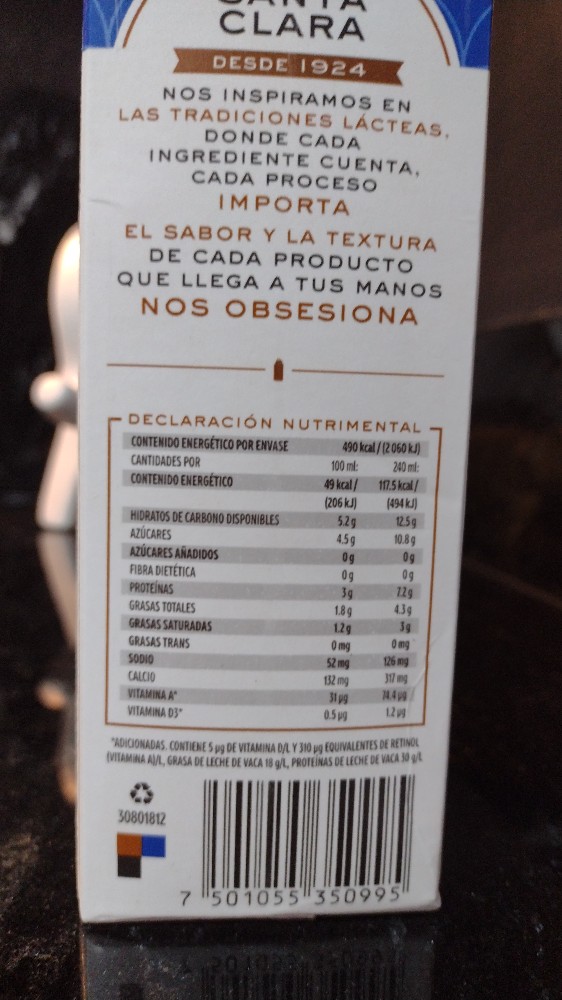 SANTA
CLARA
DESDE 1924
NOS INSPIRAMOS EN
LAS TRADICIONES LÁCTEAS,
DONDE CADA
INGREDIENTE CUENTA,
CADA PROCESO
IMPORTA
EL SABOR Y LA TEXTURA
DE CADA PRODUCTO
QUE LLEGA A TUS MANOS
NOS OBSESIONA
DECLARACIÓN NUTRIMENTAL
CONTENIDO ENERGÉTICO POR ENVASE 490 kcal / (2 060 kJ)
CANTIDADES POR 100 ml: 240 ml:
CONTENIDO ENERGÉTICO 49 kcal / 117.5 kcal /
(206 kJ) (494 kJ)
HIDRATOS DE CARBONO DISPONIBLES 5.2 g 12.5 g
AZÚCARES 4.5 g 10.8 g
AZÚCARES AÑADIDOS 0 g 0 g
FIBRA DIETÉTICA 0 g 0 g
PROTEÍNAS 3 g 7.2 g
GRASAS TOTALES 1.8 g 4.3 g
GRASAS SATURADAS 1.2 g 3 g
GRASAS TRANS 0 mg 0 mg
SODIO 52 mg 126 mg
CALCIO 132 mg 317 mg
VITAMINA A* 31 µg 74.4 µg
VITAMINA D3* 0.5 µg 1.2 µg
*ADICIONADAS. CONTIENE 5 µg DE VITAMINA D/L Y 310 µg EQUIVALENTES DE RETINOL
(VITAMINA A)/L, GRASA DE LECHE DE VACA 18 g/L, PROTEÍNAS DE LECHE DE VACA 30 g/L
30801812
7 501055 350995